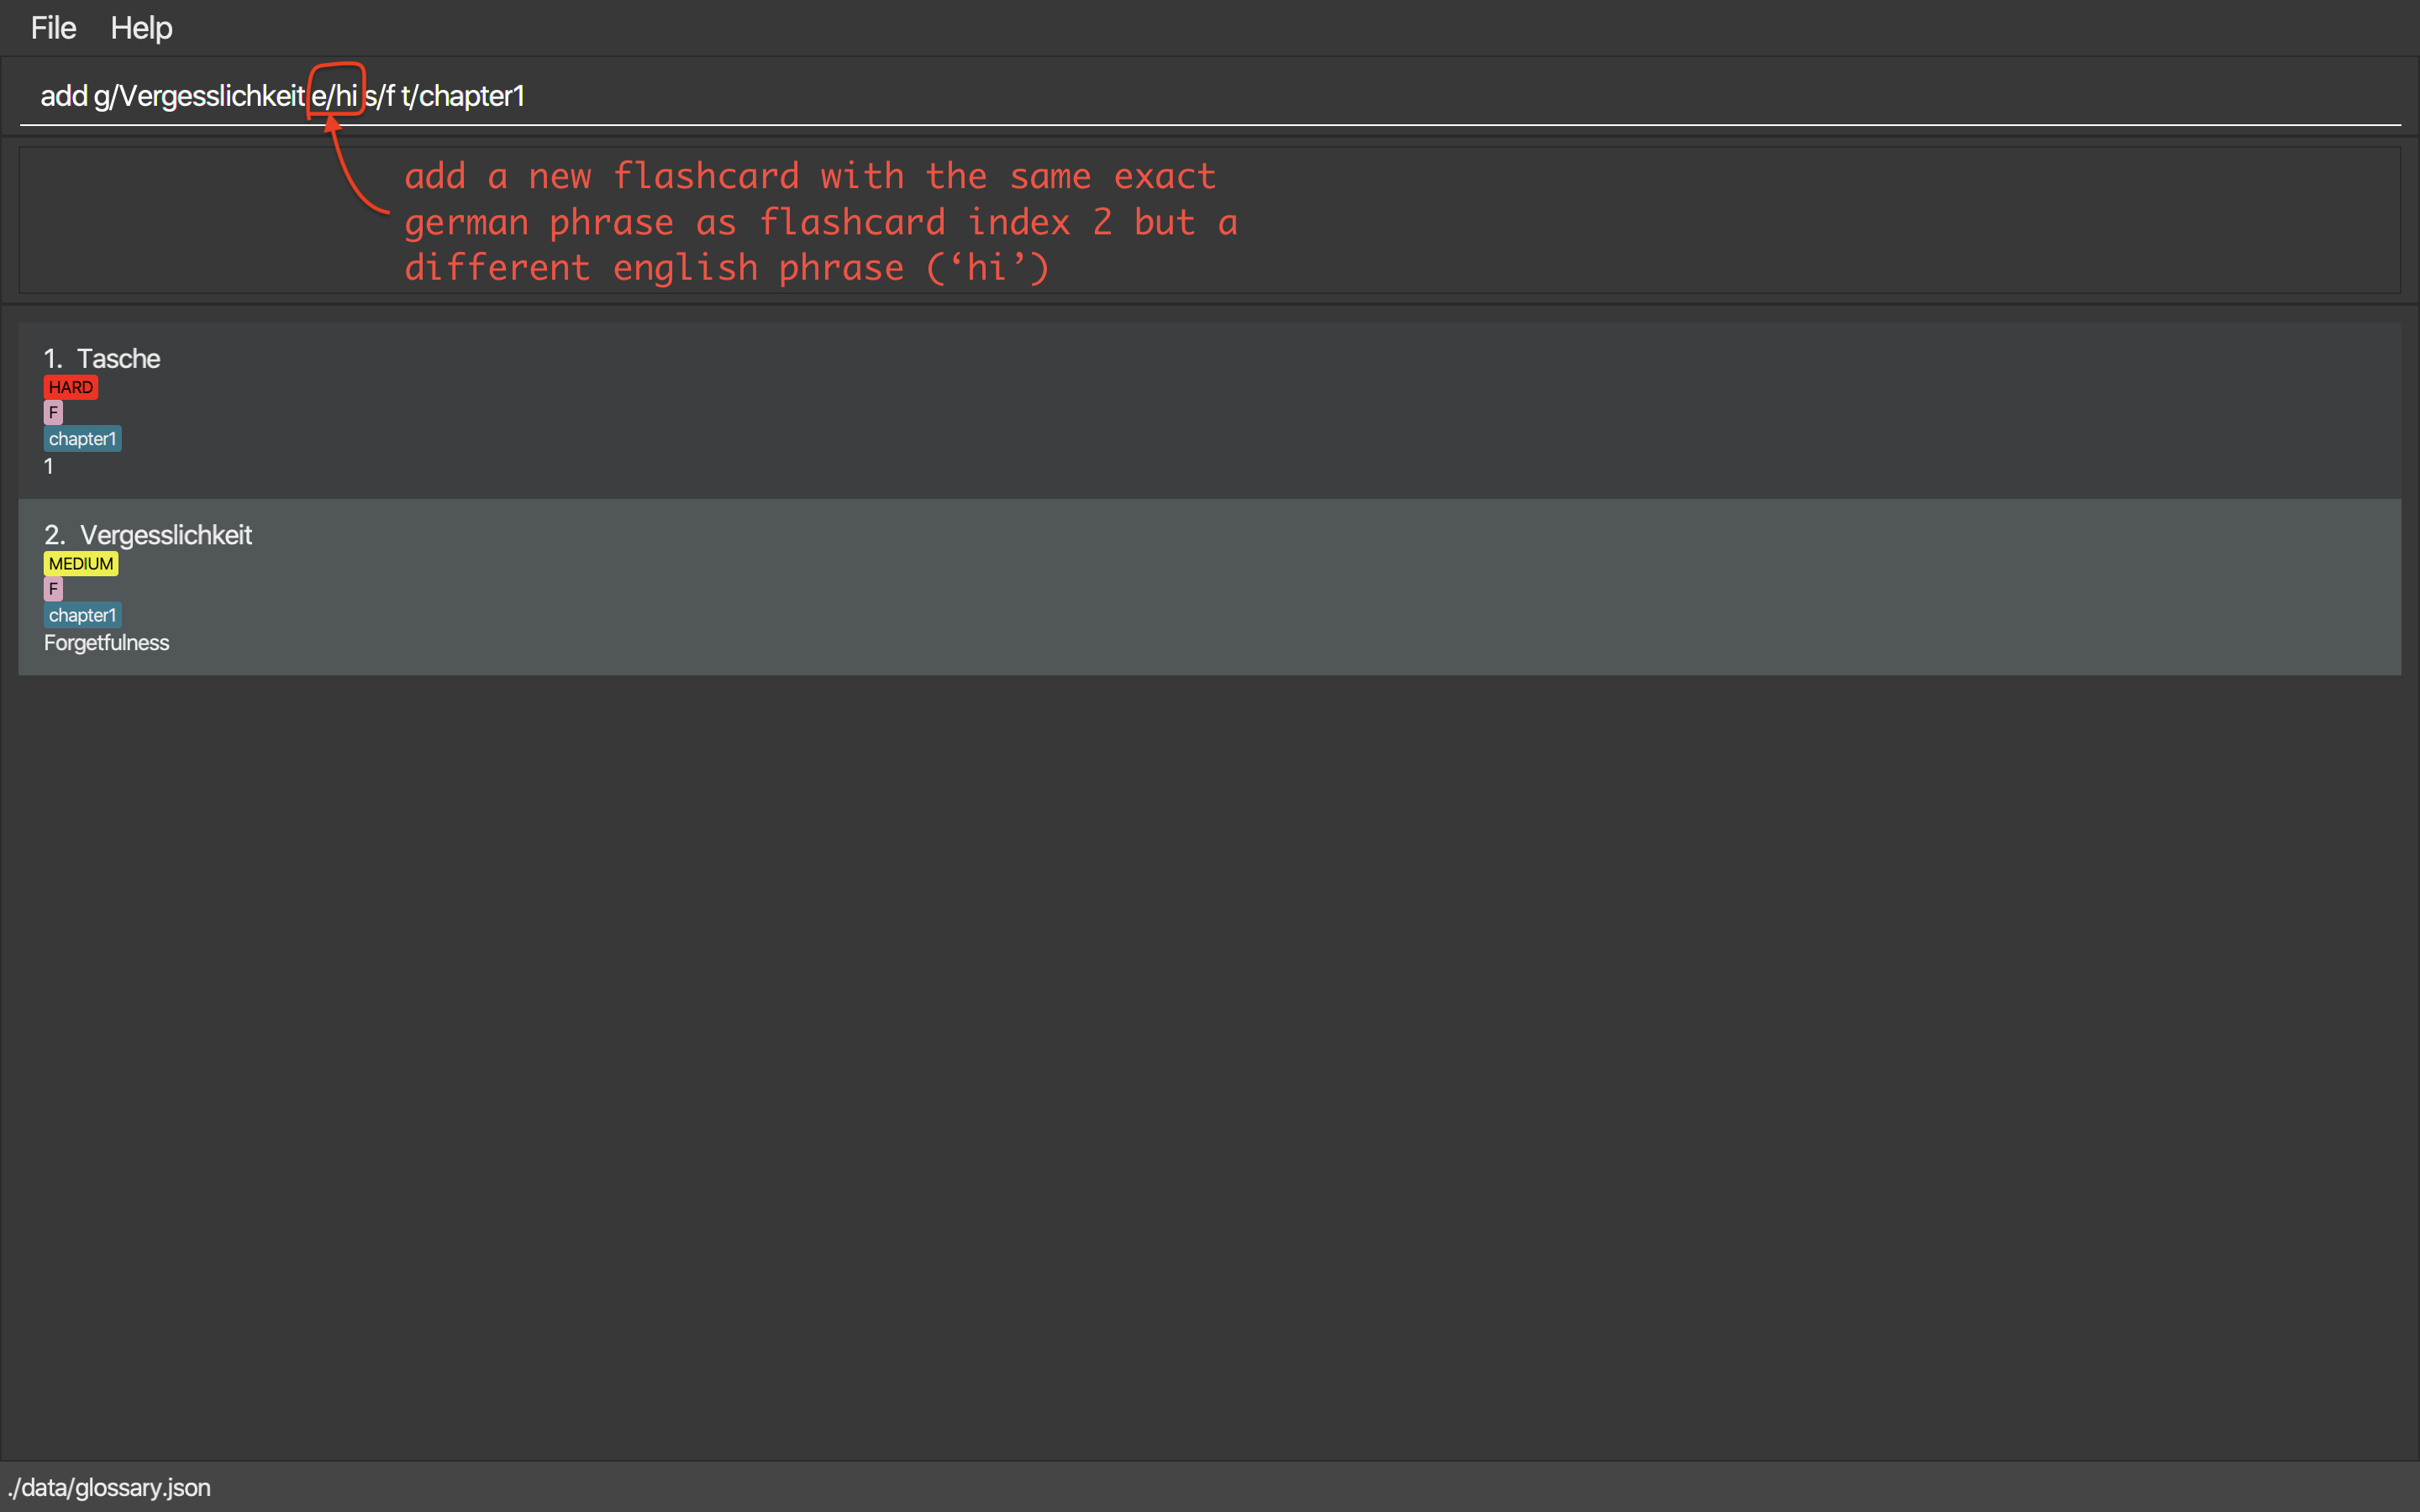 File Help
add g/Vergesslichkeit e/hi s/f t/chapter1
add a new flashcard with the same exact
german phrase as flashcard index 2 but a
different english phrase (‘hi’)
1. Tasche
HARD
F
chapter1
1
2. Vergesslichkeit
MEDIUM
F
chapter1
Forgetfulness
./data/glossary.json